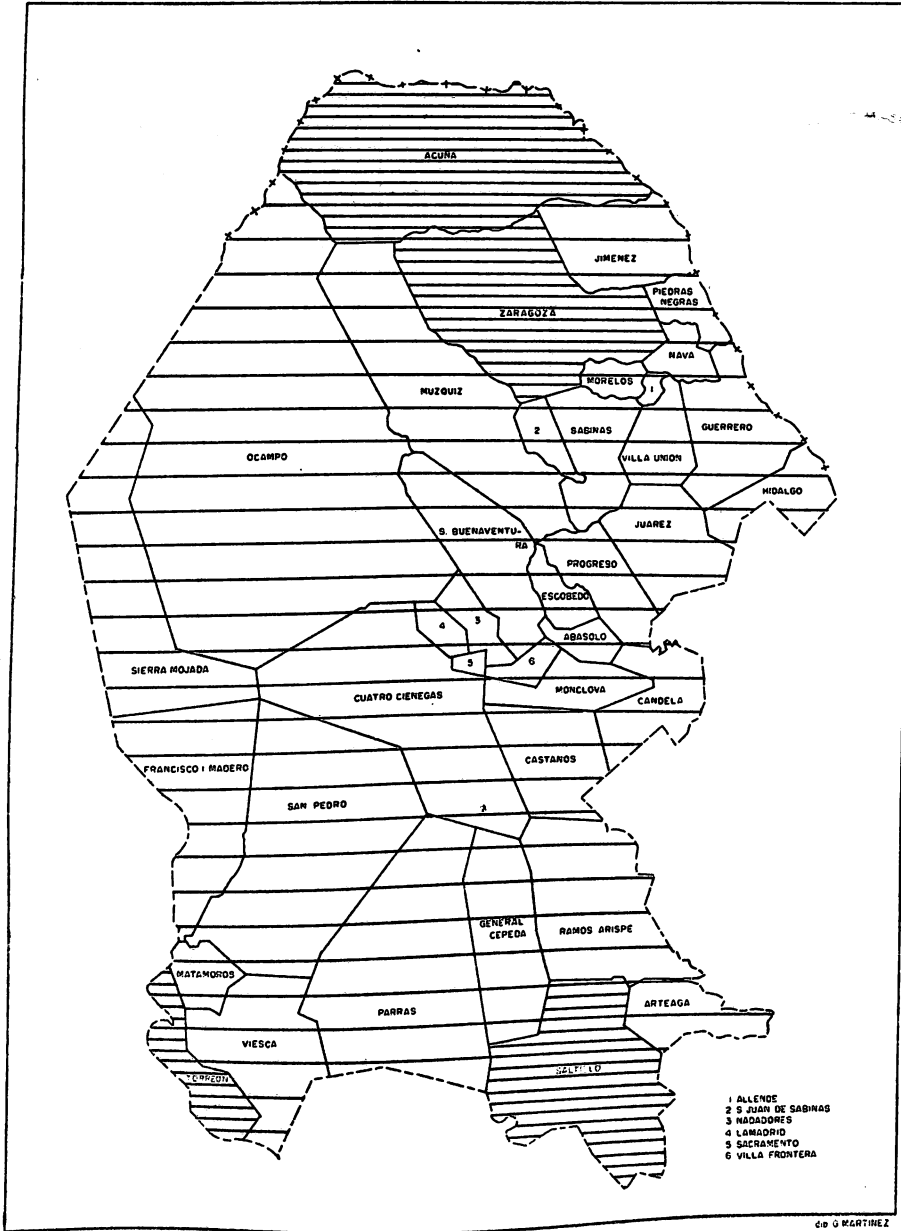 ACUÑA
JIMENEZ
PIEDRAS
NEGRAS
ZARAGOZA
NAVA
MORELOS
1
MUZQUIZ
2
SABINAS
GUERRERO
OCAMPO
VILLA UNION
HIDALGO
JUAREZ
S. BUENAVENTU-
RA
PROGRESO
ESCOBEDO
4
3
ABASOLO
5
6
SIERRA MOJADA
CUATRO CIENEGAS
MONCLOVA
CANDELA
CASTAÑOS
FRANCISCO I MADERO
SAN PEDRO
GENERAL
CEPEDA
RAMOS ARISPE
MATAMOROS
ARTEAGA
PARRAS
VIESCA
SALTILLO
TORREON
1 ALLENDE
2 S JUAN DE SABINAS
3 NADADORES
4 LAMADRID
5 SACRAMENTO
6 VILLA FRONTERA
G MARTINEZ